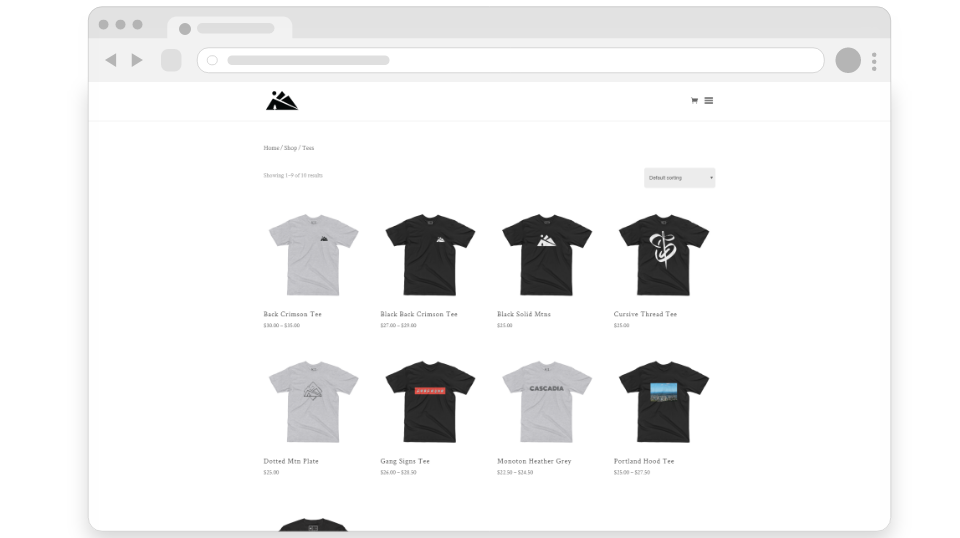 Home / Shop / Tees
Showing 1–9 of 10 results
Default sorting
Back Crimson Tee
$30.00 – $35.00
Black Back Crimson Tee
$27.00 – $29.00
Black Solid Mtns
$25.00
Cursive Thread Tee
$25.00
CASCADIA
Dotted Mtn Plate
$25.00
Gang Signs Tee
$26.00 – $28.50
Monoton Heather Grey
$22.50 – $24.50
Portland Hood Tee
$25.00 – $27.50